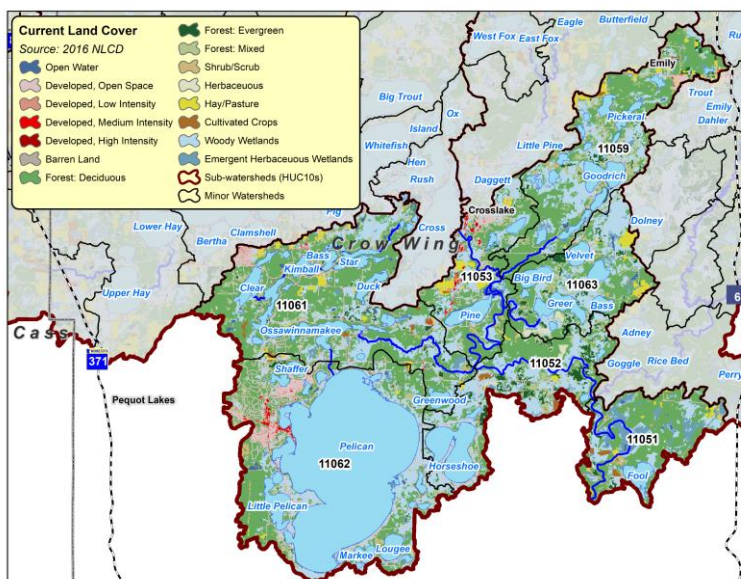 Current Land Cover
Source: 2016 NLCD
Open Water
Developed, Open Space
Developed, Low Intensity
Developed, Medium Intensity
Developed, High Intensity
Barren Land
Forest: Deciduous
Forest: Evergreen
Forest: Mixed
Shrub/Scrub
Herbaceuous
Hay/Pasture
Cultivated Crops
Woody Wetlands
Emergent Herbaceuous Wetlands
Sub-watersheds (HUC10s)
Minor Watersheds
Eagle
Butterfield
West Fox
East Fox
Emily
Trout
Emily
Dahler
Big Trout
Ox
Island
Whitefish
Hen
Rush
Little Pine
Pickerel
11059
Daggett
Goodrich
Pig
Crosslake
Cross
Dolney
Lower Hay
Clamshell
Bertha
Crow Wing
Bass
Star
Kimball
Velvet
Upper Hay
Clear
Duck
11053
Big Bird
11063
11061
Greer
Bass
Pine
Cass
Ossawinnamakee
Adney
371
Shaffer
11052
Goggle
Rice Bed
Perry
6
Pequot Lakes
Greenwood
Pelican
11051
11062
Horseshoe
Fool
Little Pelican
Lougee
Markee